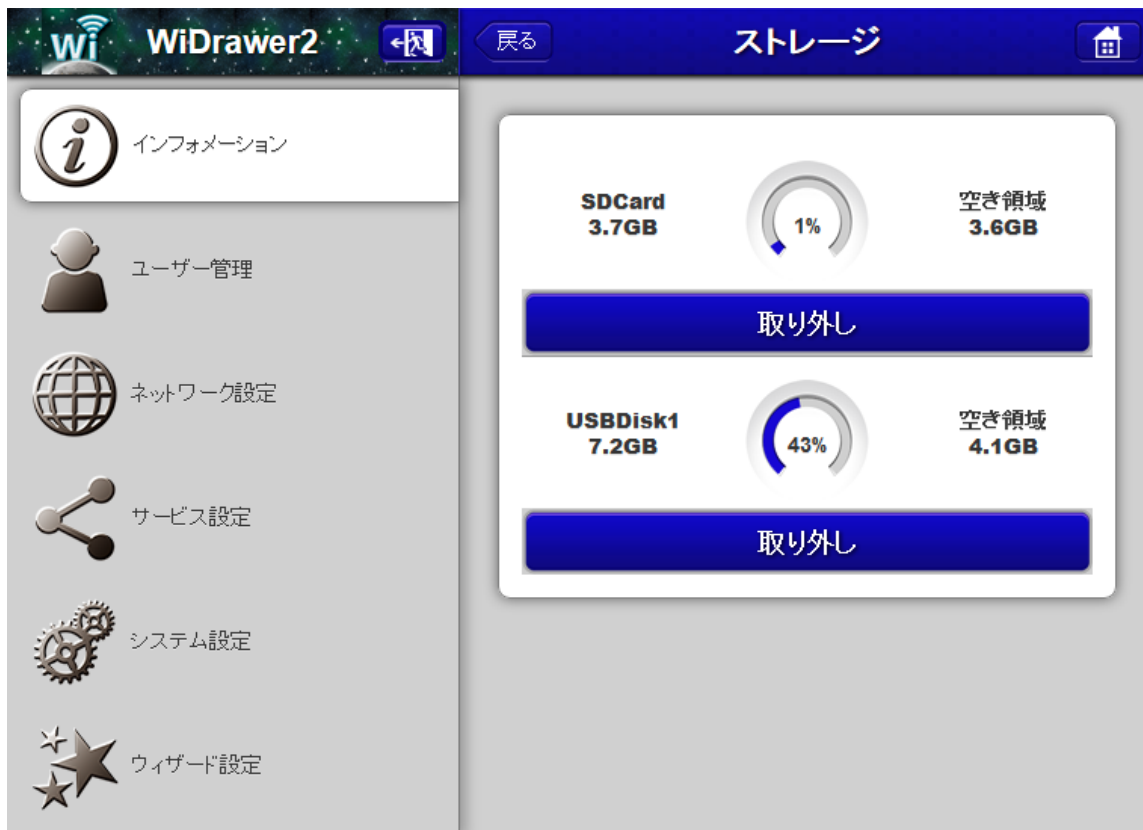 Wi
WiDrawer2
戻る
ストレージ
インフォメーション
ユーザー管理
ネットワーク設定
サービス設定
システム設定
ウィザード設定
SDCard
3.7GB
1%
空き領域
3.6GB
取り外し
USBDisk1
7.2GB
43%
空き領域
4.1GB
取り外し